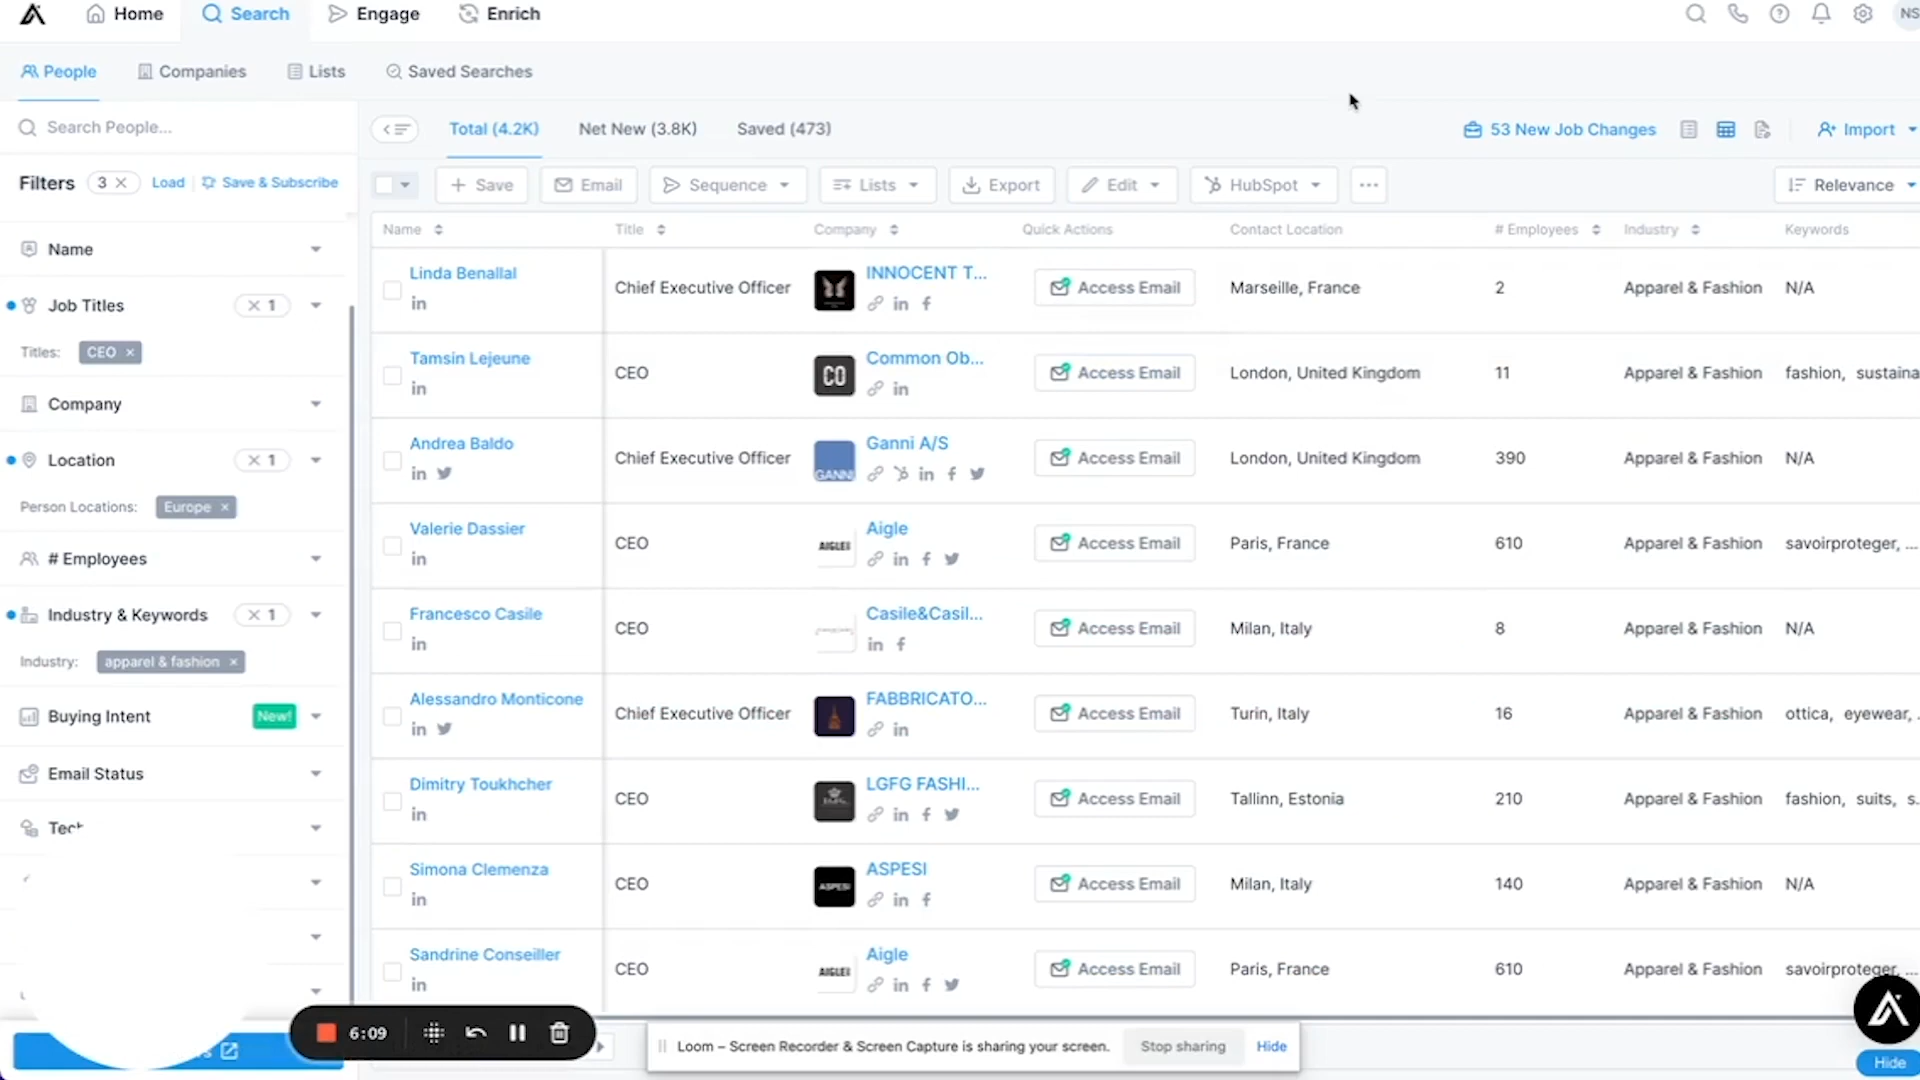 Home Search Engage Enrich NS
People Companies Lists Saved Searches
Search People...
Total (4.2K) Net New (3.8K) Saved (473) 53 New Job Changes Import
Filters 3 × Load Save & Subscribe
Save Email Sequence Lists Export Edit HubSpot ... Relevance
Name Title Company Quick Actions Contact Location # Employees Industry Keywords
Name
Job Titles × 1
Titles: CEO ×
Company
Location × 1
Person Locations: Europe ×
# Employees
Industry & Keywords × 1
Industry: apparel & fashion ×
Buying Intent New!
Email Status
Linda Benallal Chief Executive Officer INNOCENT T... Access Email Marseille, France 2 Apparel & Fashion N/A
Tamsin Lejeune CEO CO Common Ob... Access Email London, United Kingdom 11 Apparel & Fashion fashion, sustaina
Andrea Baldo Chief Executive Officer GANNI Ganni A/S Access Email London, United Kingdom 390 Apparel & Fashion N/A
Valerie Dassier CEO AIGLE Aigle Access Email Paris, France 610 Apparel & Fashion savoirproteger, ...
Francesco Casile CEO Casile&Casil... Access Email Milan, Italy 8 Apparel & Fashion N/A
Alessandro Monticone Chief Executive Officer FABBRICATO... Access Email Turin, Italy 16 Apparel & Fashion ottica, eyewear, .
Dimitry Toukhcher CEO LGFG FASHI... Access Email Tallinn, Estonia 210 Apparel & Fashion fashion, suits, s.
Simona Clemenza CEO ASPESI ASPESI Access Email Milan, Italy 140 Apparel & Fashion N/A
Sandrine Conseiller CEO AIGLE Aigle Access Email Paris, France 610 Apparel & Fashion savoirproteger, ...
6:09
Loom – Screen Recorder & Screen Capture is sharing your screen. Stop sharing Hide
Hide